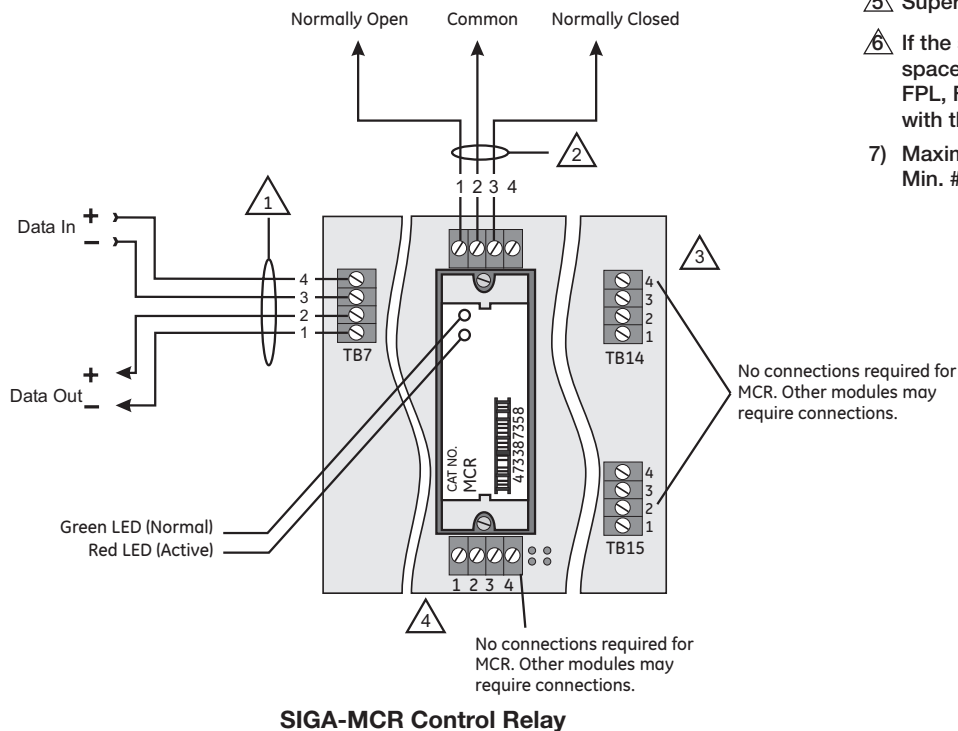 Normally Open Common Normally Closed
5 Super
6 If the
space
FPL,
with th
7) Maxin
Min. #
2
1 2 3 4
1
Data In + –
4
3
2
1
TB7
Data Out + –
3
4
3
2
1
TB14
No connections required for
MCR. Other modules may
require connections.
CAT NO.
MCR
473387358
4
3
2
1
TB15
Green LED (Normal)
Red LED (Active)
1 2 3 4
4
No connections required for
MCR. Other modules may
require connections.
SIGA-MCR Control Relay